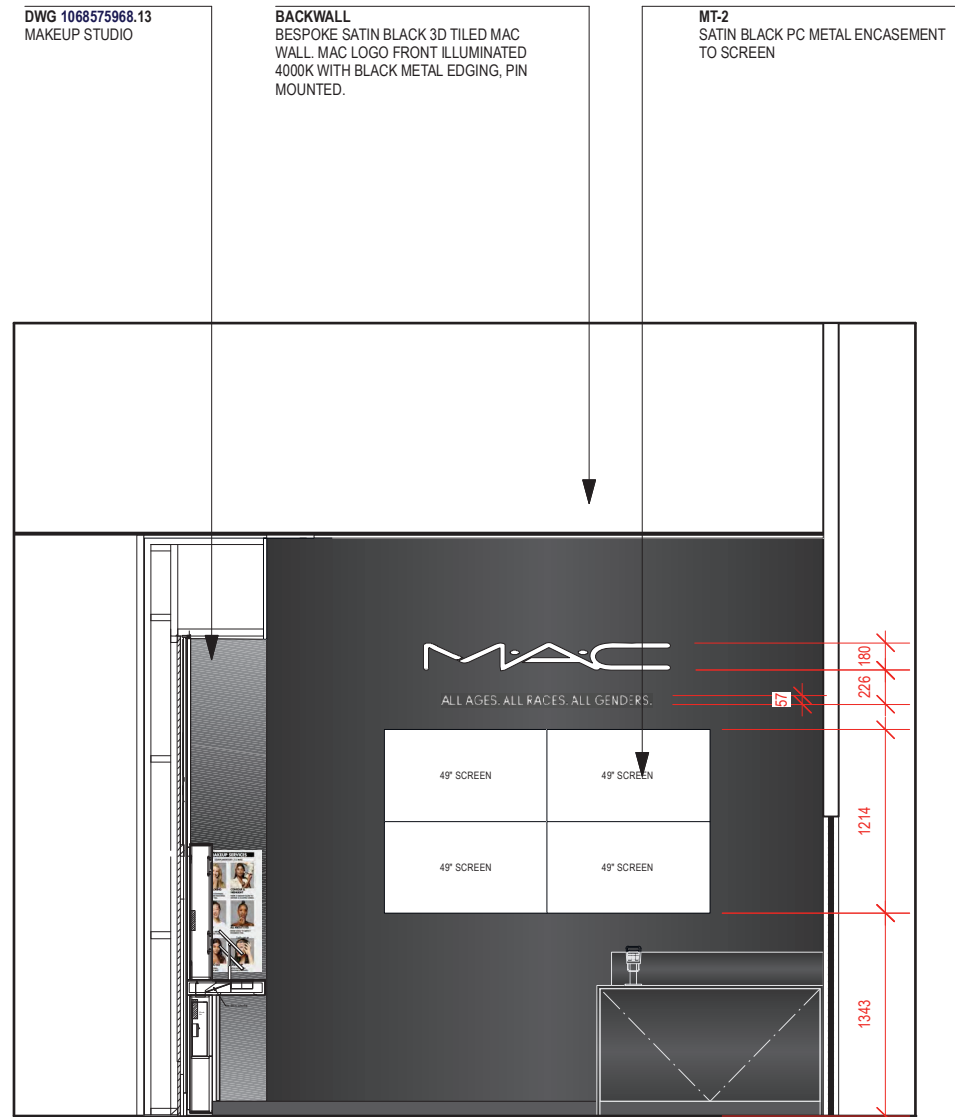 DWG 1068575968.13
MAKEUP STUDIO
BACKWALL
BESPOKE SATIN BLACK 3D TILED MAC
WALL. MAC LOGO FRONT ILLUMINATED
4000K WITH BLACK METAL EDGING, PIN
MOUNTED.
MT-2
SATIN BLACK PC METAL ENCASEMENT
TO SCREEN
M·A·C
ALL AGES. ALL RACES. ALL GENDERS.
180
226
57
49" SCREEN
49" SCREEN
49" SCREEN
49" SCREEN
1214
1343
MAKEUP SERVICES